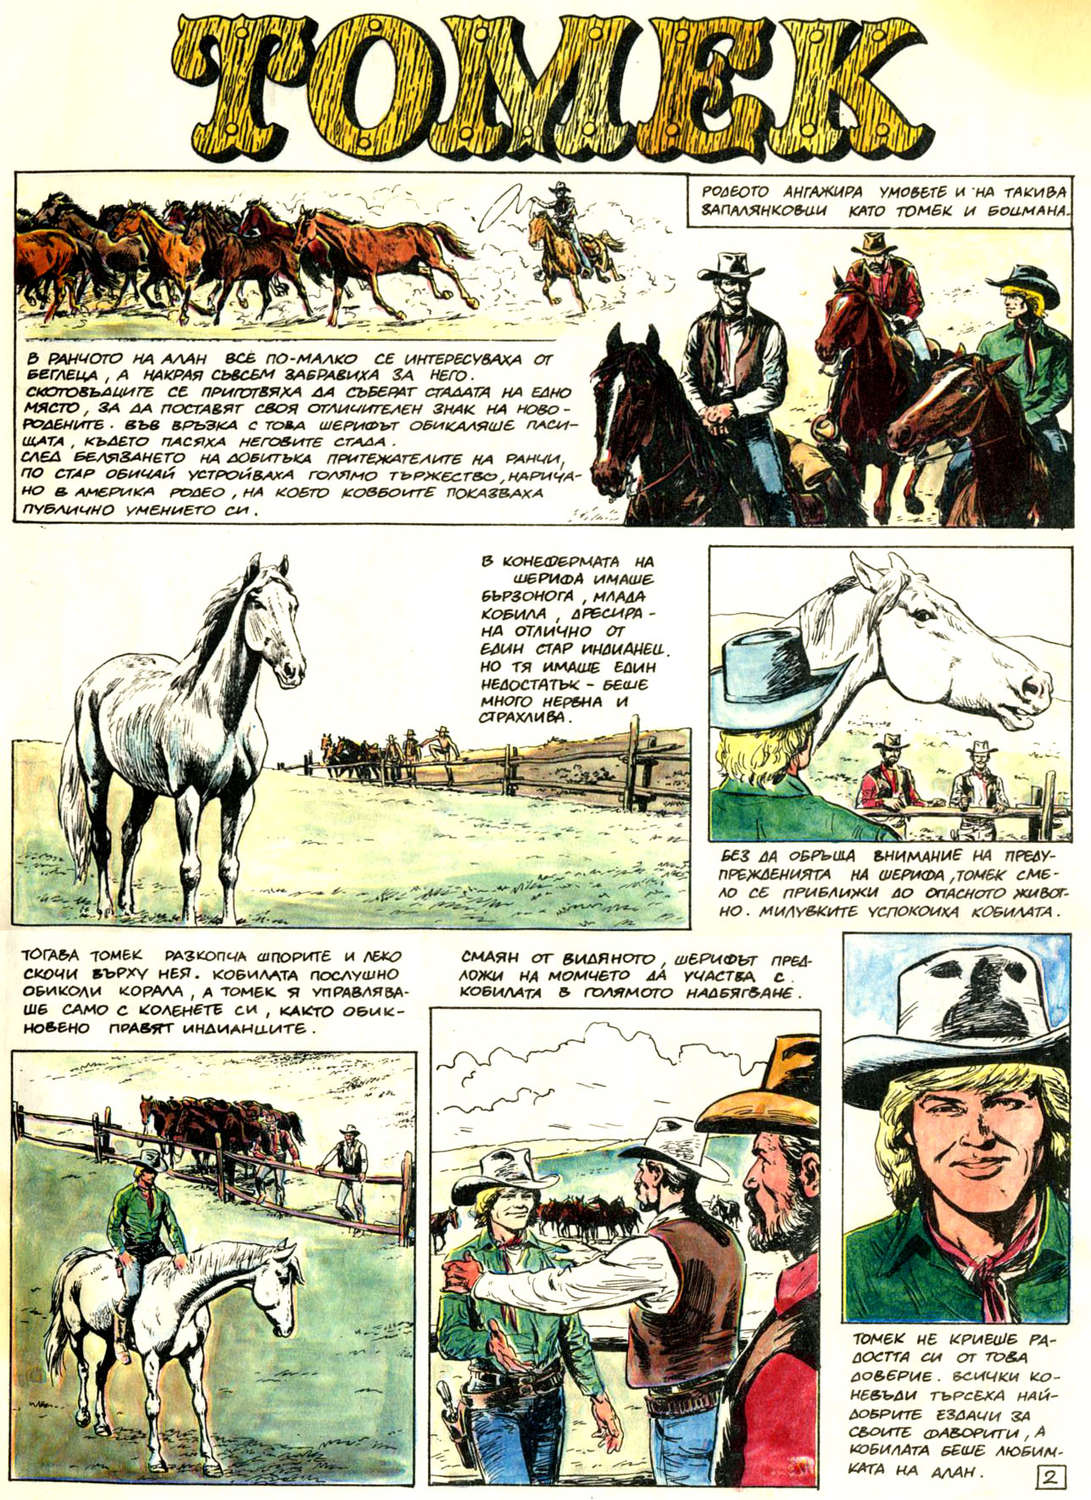 ТОМЕК
РОДЕОТО АНГАЖИРА УМОВЕТЕ И НА ТАКИВА
ЗАПАЛЯНКОВЦИ КАТО ТОМЕК И БОЦМАНА.
В РАНЧОТО НА АЛАН ВСЕ ПО-МАЛКО СЕ ИНТЕРЕСУВАХА ОТ
БЕГЛЕЦА, А НАКРАЯ СЪВСЕМ ЗАБРАВИХА ЗА НЕГО.
СКОТОВЪДЦИТЕ СЕ ПРИГОТВЯХА ДА СЪБЕРАТ СТАДАТА НА ЕДНО
МЯСТО, ЗА ДА ПОСТАВЯТ СВОЯ ОТЛИЧИТЕЛЕН ЗНАК НА НОВО-
РОДЕНИТЕ. ВЪВ ВРЪЗКА С ТОВА ШЕРИФЪТ ОБИКАЛЯШЕ ПАСИ-
ЩАТА, КЪДЕТО ПАСЯХА НЕГОВИТЕ СТАДА.
СЛЕД БЕЛЯЗВАНЕТО НА ДОБИТЪКА ПРИТЕЖАТЕЛИТЕ НА РАНЧИ,
ПО СТАР ОБИЧАЙ УСТРОЙВАХА ГОЛЯМО ТЪРЖЕСТВО, НАРИЧА-
НО В АМЕРИКА РОДЕО, НА КОЕТО КОВБОИТЕ ПОКАЗВАХА
ПУБЛИЧНО УМЕНИЕТО СИ.
В КОНЕФЕРМАТА НА
ШЕРИФА ИМАШЕ
БЪРЗОНОГА, МЛАДА
КОБИЛА, ДРЕСИРА-
НА ОТЛИЧНО ОТ
ЕДИН СТАР ИНДИАНЕЦ.
НО ТЯ ИМАШЕ ЕДИН
НЕДОСТАТЪК - БЕШЕ
МНОГО НЕРВНА И
СТРАХЛИВА.
БЕЗ ДА ОБРЪЩА ВНИМАНИЕ НА ПРЕДУ-
ПРЕЖДЕНИЯТА НА ШЕРИФА, ТОМЕК СМЕ-
ЛО СЕ ПРИБЛИЖИ ДО ОПАСНОТО ЖИВОТ-
НО. МИЛУВКИТЕ УСПОКОИХА КОБИЛАТА.
ТОГАВА ТОМЕК РАЗКОПЧА ШПОРИТЕ И ЛЕКО
СКОЧИ ВЪРХУ НЕЯ. КОБИЛАТА ПОСЛУШНО
ОБИКОЛИ КОРАЛА, А ТОМЕК Я УПРАВЛЯВА-
ШЕ САМО С КОЛЕНЕТЕ СИ, КАКТО ОБИК-
НОВЕНО ПРАВЯТ ИНДИАНЦИТЕ.
СМАЯН ОТ ВИДЯНОТО, ШЕРИФЪТ ПРЕД-
ЛОЖИ НА МОМЧЕТО ДА УЧАСТВА С
КОБИЛАТА В ГОЛЯМОТО НАДБЯГВАНЕ.
ТОМЕК НЕ КРИЕШЕ РА-
ДОСТТА СИ ОТ ТОВА
ДОВЕРИЕ. ВСИЧКИ КО-
НЕВЪДИ ТЪРСЕХА НАЙ-
ДОБРИТЕ ЕЗДАЧИ ЗА
СВОИТЕ ФАВОРИТИ, А
КОБИЛАТА БЕШЕ ЛЮБИМ-
КАТА НА АЛАН.
2